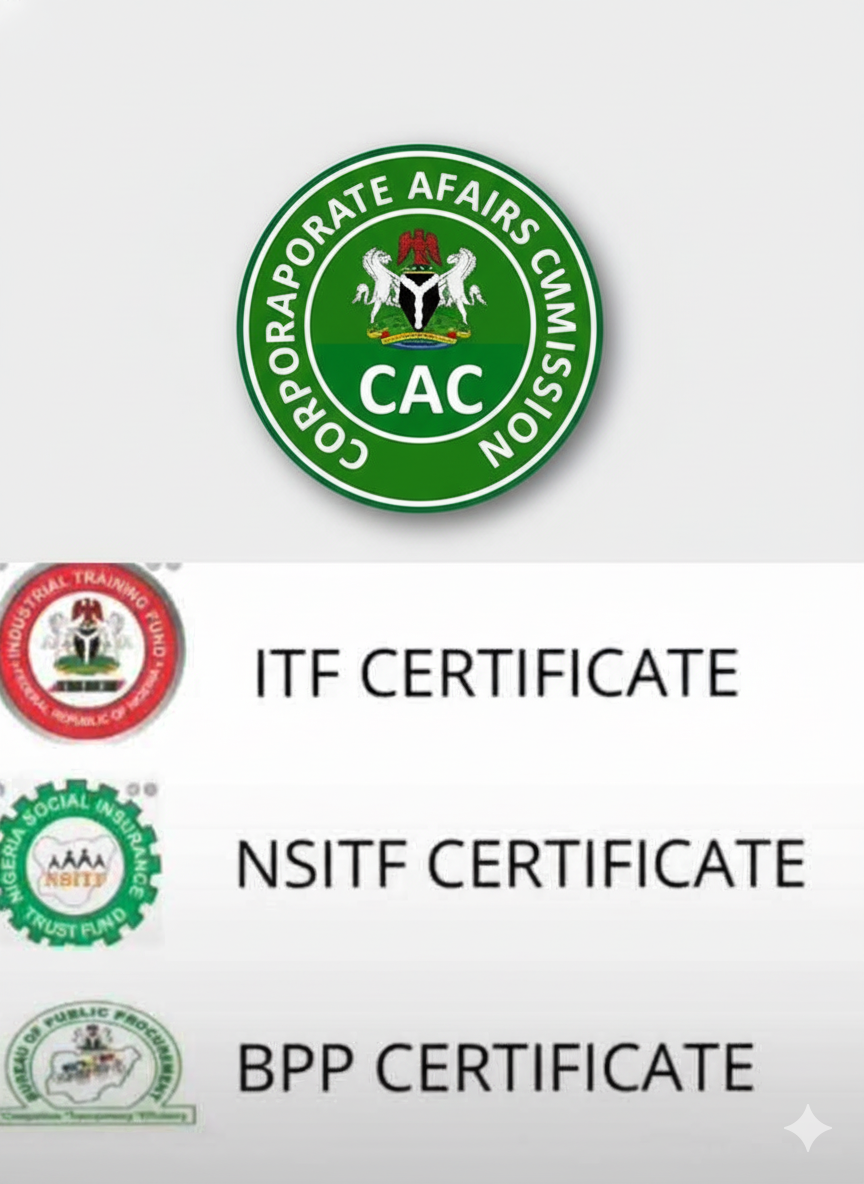 CORPORAPORATE AFAIRS CИMISSION
CAC
INDUSTRIAL TRAINING FUND
FEDERAL REPUBLIC OF NIGERIA
ITF CERTIFICATE
NIGERIA SOCIAL INSURANCE
NSITF
TRUST FUND
NSITF CERTIFICATE
BUREAU OF PUBLIC PROCUREMENT
BPP CERTIFICATE